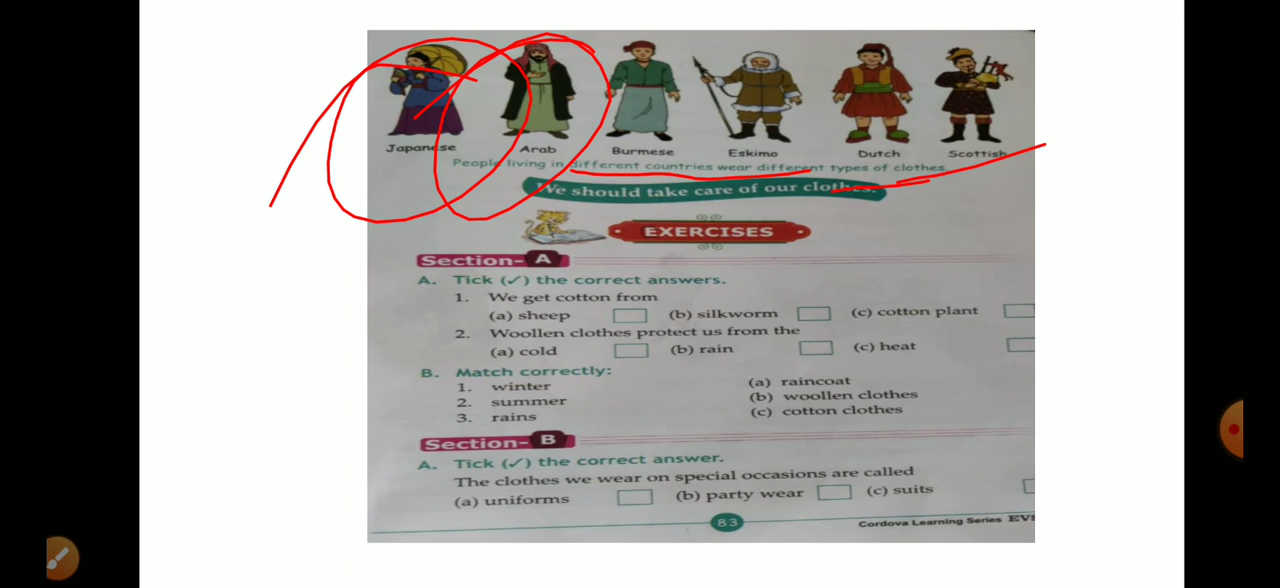 Japanese Arab Burmese Eskimo Dutch Scottish
People living in different countries wear different types of clothes.
We should take care of our clothes.
EXERCISES
Section- A
A. Tick (✓) the correct answers.
1. We get cotton from
(a) sheep (b) silkworm (c) cotton plant
2. Woollen clothes protect us from the
(a) cold (b) rain (c) heat
B. Match correctly:
1. winter (a) raincoat
2. summer (b) woollen clothes
3. rains (c) cotton clothes
Section- B
A. Tick (✓) the correct answer.
The clothes we wear on special occasions are called
(a) uniforms (b) party wear (c) suits
83
Cordova Learning Series EVS